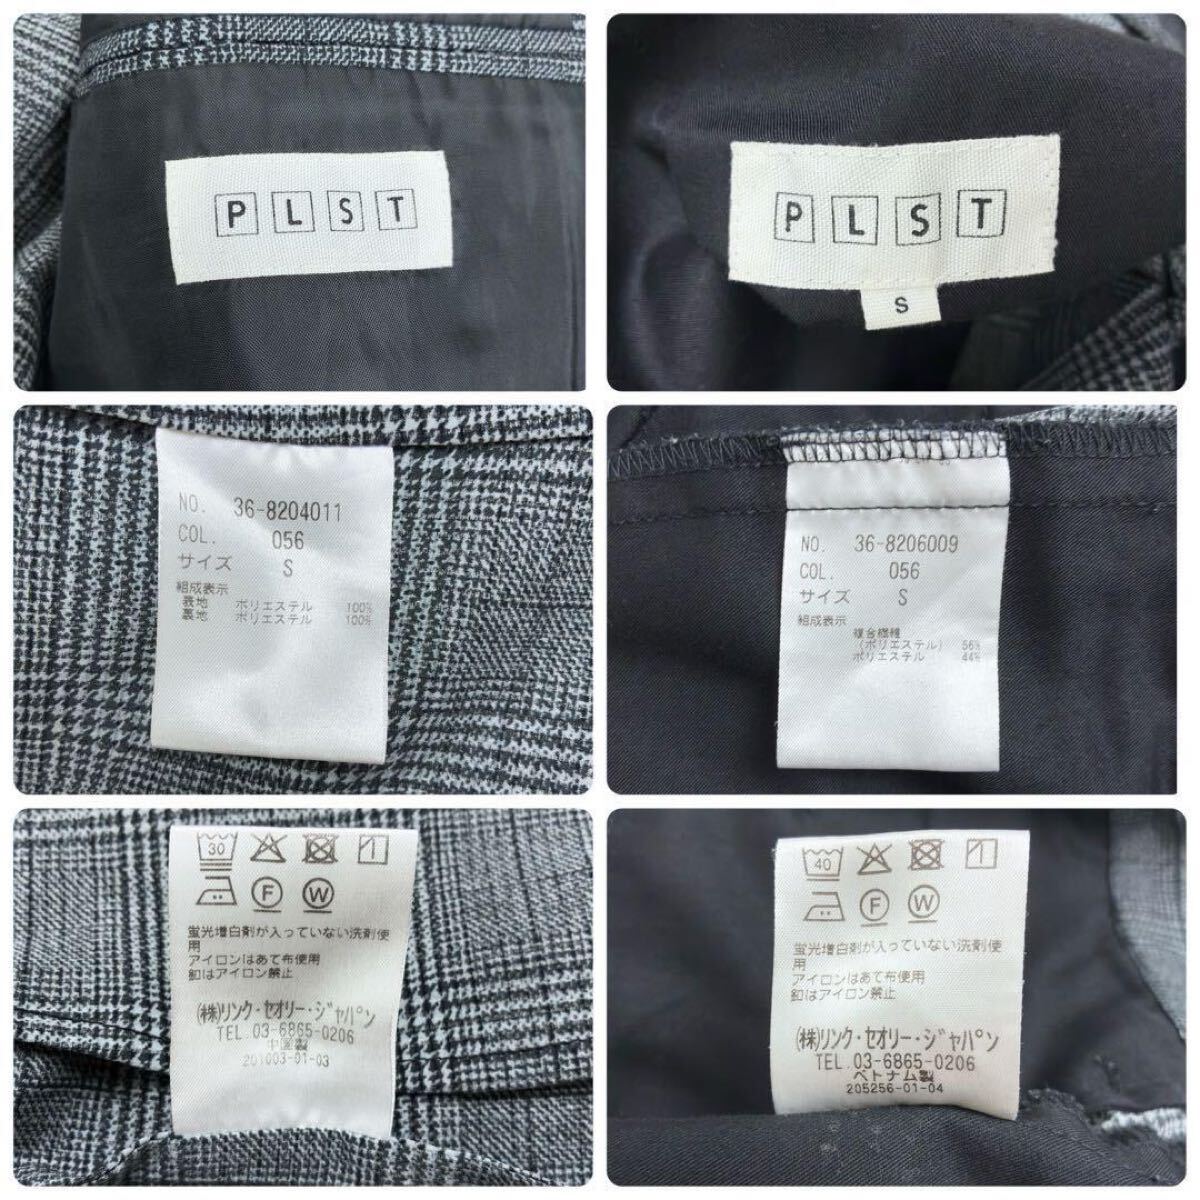 PLST
PLST
S
NO. 36-8204011
COL. 056
サイズ S
組成表示
表地 ポリエステル 100%
裏地 ポリエステル 100%
NO. 36-8206009
COL. 056
サイズ S
組成表示
複合繊維
(ポリエステル) 56%
ポリエステル 44%
30
F W
蛍光増白剤が入っていない洗剤使
用
アイロンはあて布使用
釦はアイロン禁止
(株)リンク・セオリー・ジャパン
TEL.03-6865-0206
中国製
201003-01-03
40
F W
蛍光増白剤が入っていない洗剤使
用
アイロンはあて布使用
釦はアイロン禁止
(株)リンク・セオリー・ジャパン
TEL.03-6865-0206
ベトナム製
205256-01-04